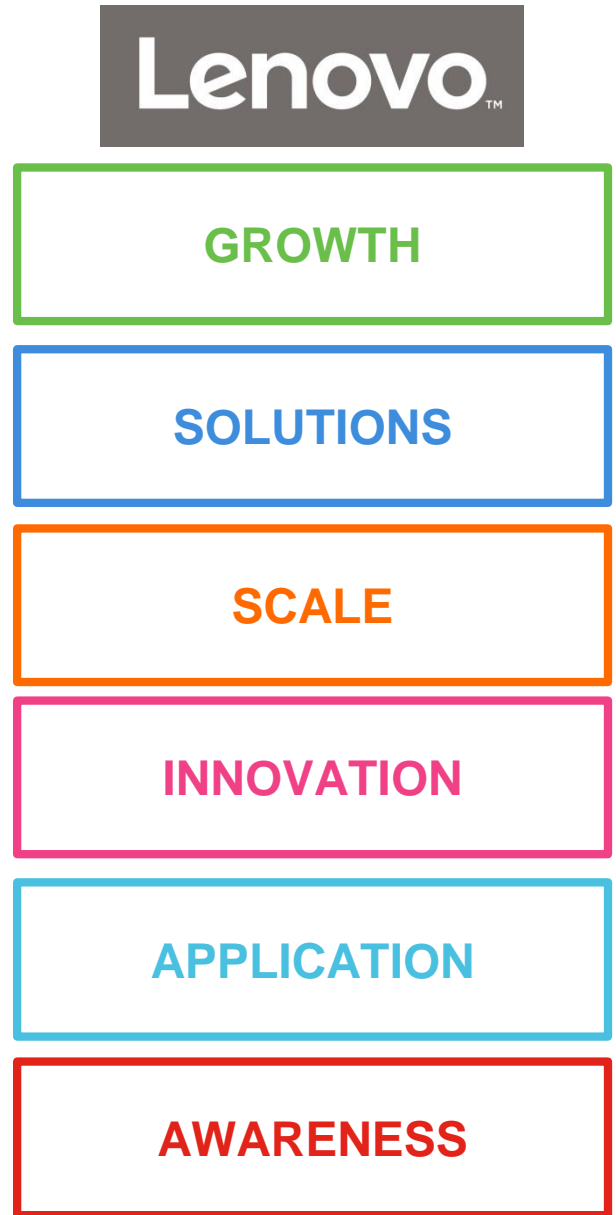 Lenovo™
GROWTH
SOLUTIONS
SCALE
INNOVATION
APPLICATION
AWARENESS